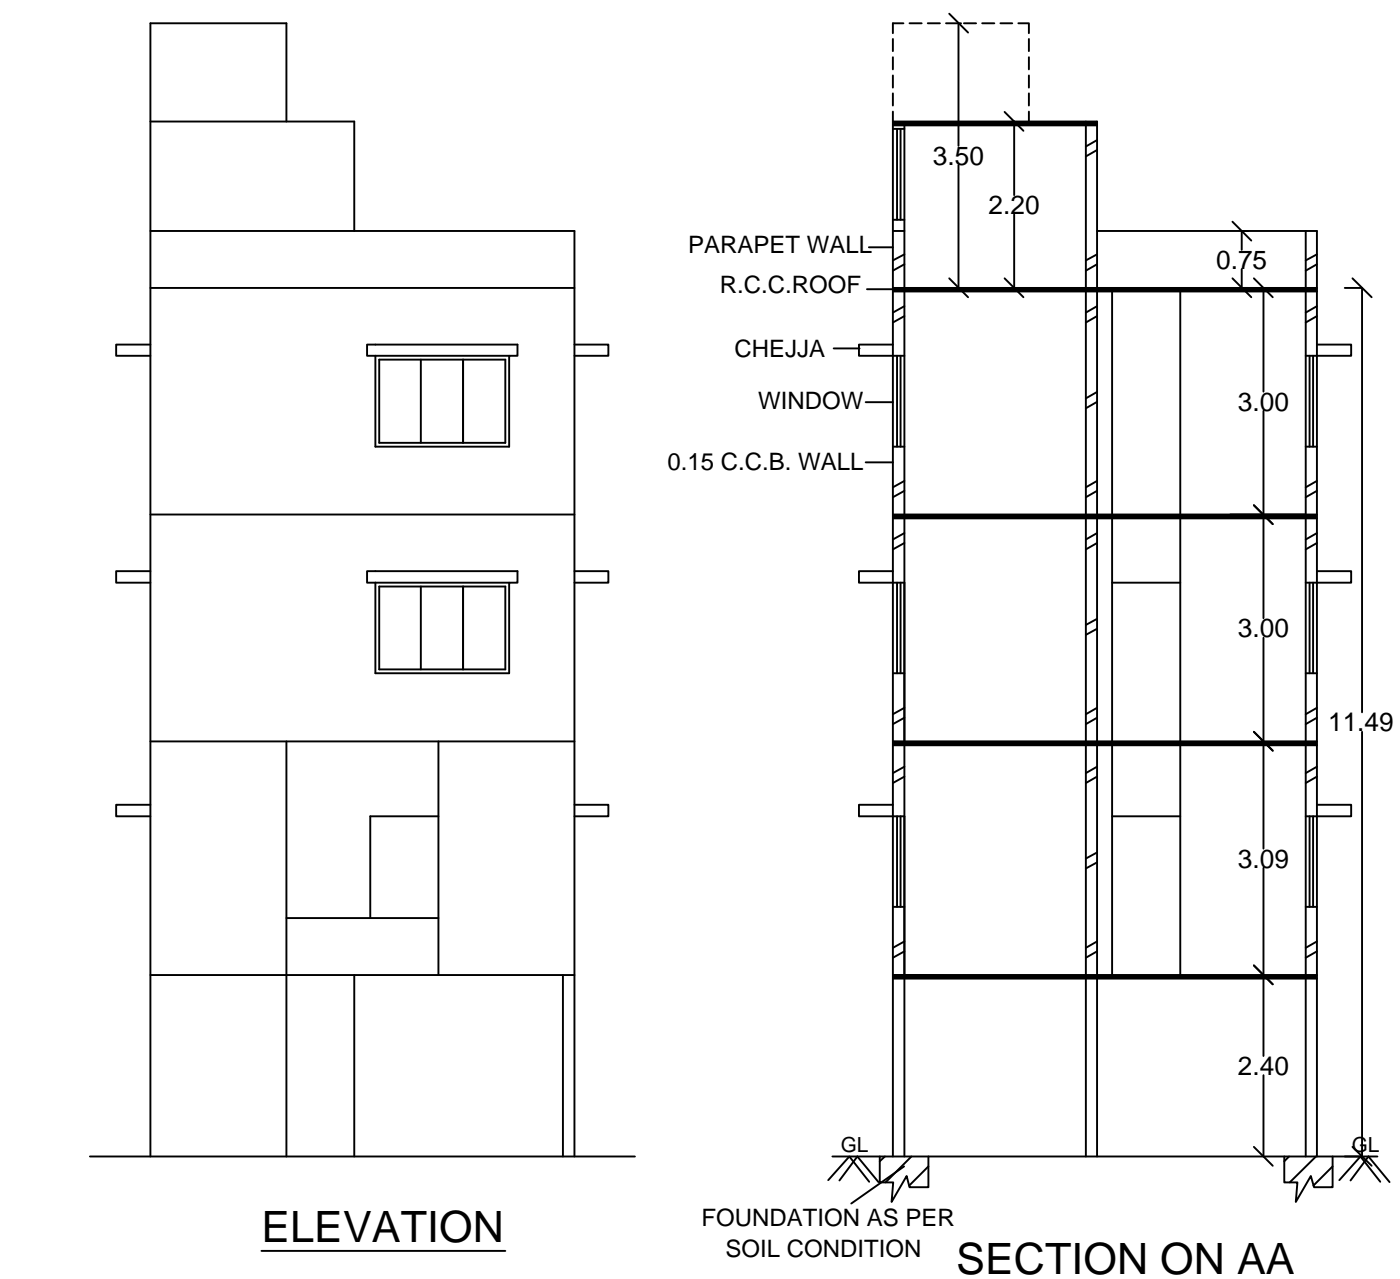 3.50
2.20
PARAPET WALL
0.75
R.C.C.ROOF
CHEJJA
WINDOW
3.00
0.15 C.C.B. WALL
3.00
11.49
3.09
2.40
GL
GL
FOUNDATION AS PER
SOIL CONDITION
ELEVATION
SECTION ON AA